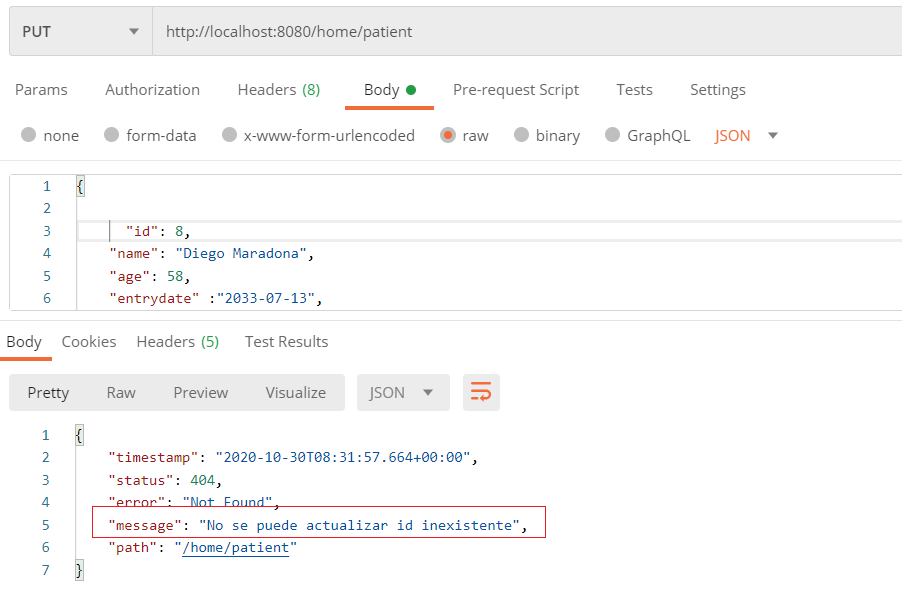 PUT http://localhost:8080/home/patient
Params Authorization Headers (8) Body Pre-request Script Tests Settings
none form-data x-www-form-urlencoded raw binary GraphQL JSON
1 {
2
3 "id": 8,
4 "name": "Diego Maradona",
5 "age": 58,
6 "entrydate" :"2033-07-13",
Body Cookies Headers (5) Test Results
Pretty Raw Preview Visualize JSON
1 {
2 "timestamp": "2020-10-30T08:31:57.664+00:00",
3 "status": 404,
4 "error": "Not Found",
5 "message": "No se puede actualizar id inexistente",
6 "path": "/home/patient"
7 }